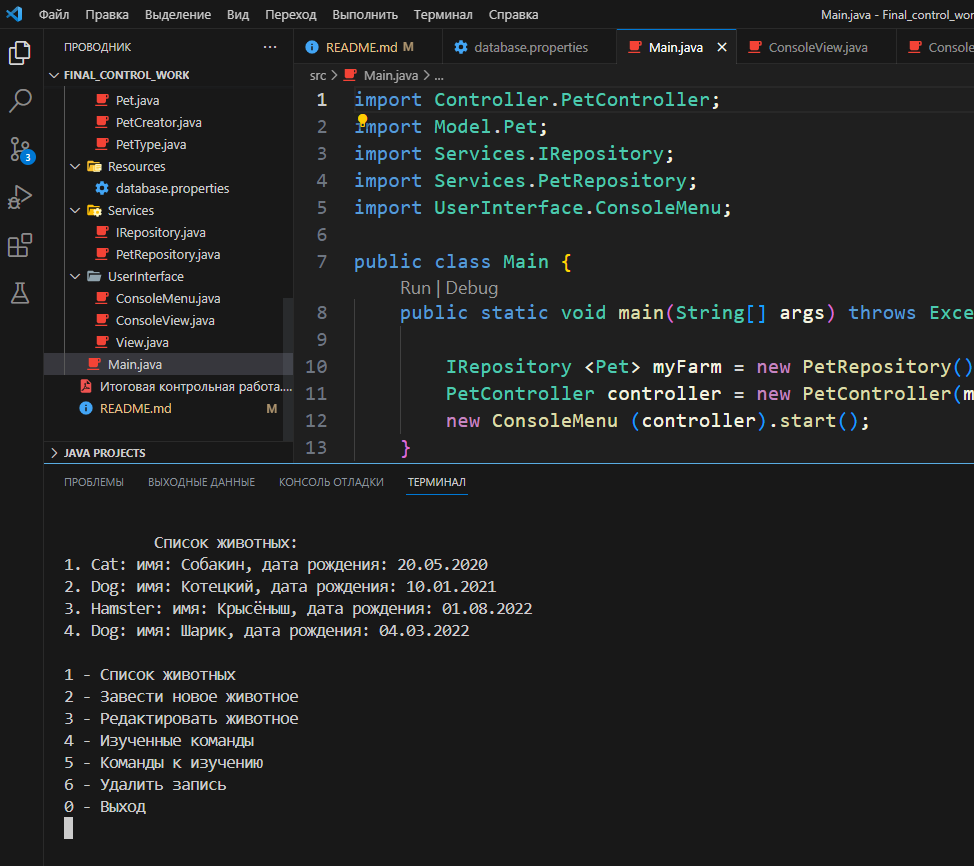 Файл Правка Выделение Вид Переход Выполнить Терминал Справка Main.java - Final_control_wor
ПРОВОДНИК ...
FINAL_CONTROL_WORK
Pet.java
PetCreator.java
PetType.java
Resources
database.properties
Services
IRepository.java
PetRepository.java
UserInterface
ConsoleMenu.java
ConsoleView.java
View.java
Main.java
Итоговая контрольная работа....
README.md M
JAVA PROJECTS
3
README.md M database.properties Main.java ConsoleView.java Console
src > Main.java > ...
1 import Controller.PetController;
2 import Model.Pet;
3 import Services.IRepository;
4 import Services.PetRepository;
5 import UserInterface.ConsoleMenu;
6
7 public class Main {
Run | Debug
8 public static void main(String[] args) throws Exce
9
10 IRepository <Pet> myFarm = new PetRepository()
11 PetController controller = new PetController(m
12 new ConsoleMenu (controller).start();
13 }
ПРОБЛЕМЫ ВЫХОДНЫЕ ДАННЫЕ КОНСОЛЬ ОТЛАДКИ ТЕРМИНАЛ
Список животных:
1. Cat: имя: Собакин, дата рождения: 20.05.2020
2. Dog: имя: Котецкий, дата рождения: 10.01.2021
3. Hamster: имя: Крысёныш, дата рождения: 01.08.2022
4. Dog: имя: Шарик, дата рождения: 04.03.2022
1 - Список животных
2 - Завести новое животное
3 - Редактировать животное
4 - Изученные команды
5 - Команды к изучению
6 - Удалить запись
0 - Выход